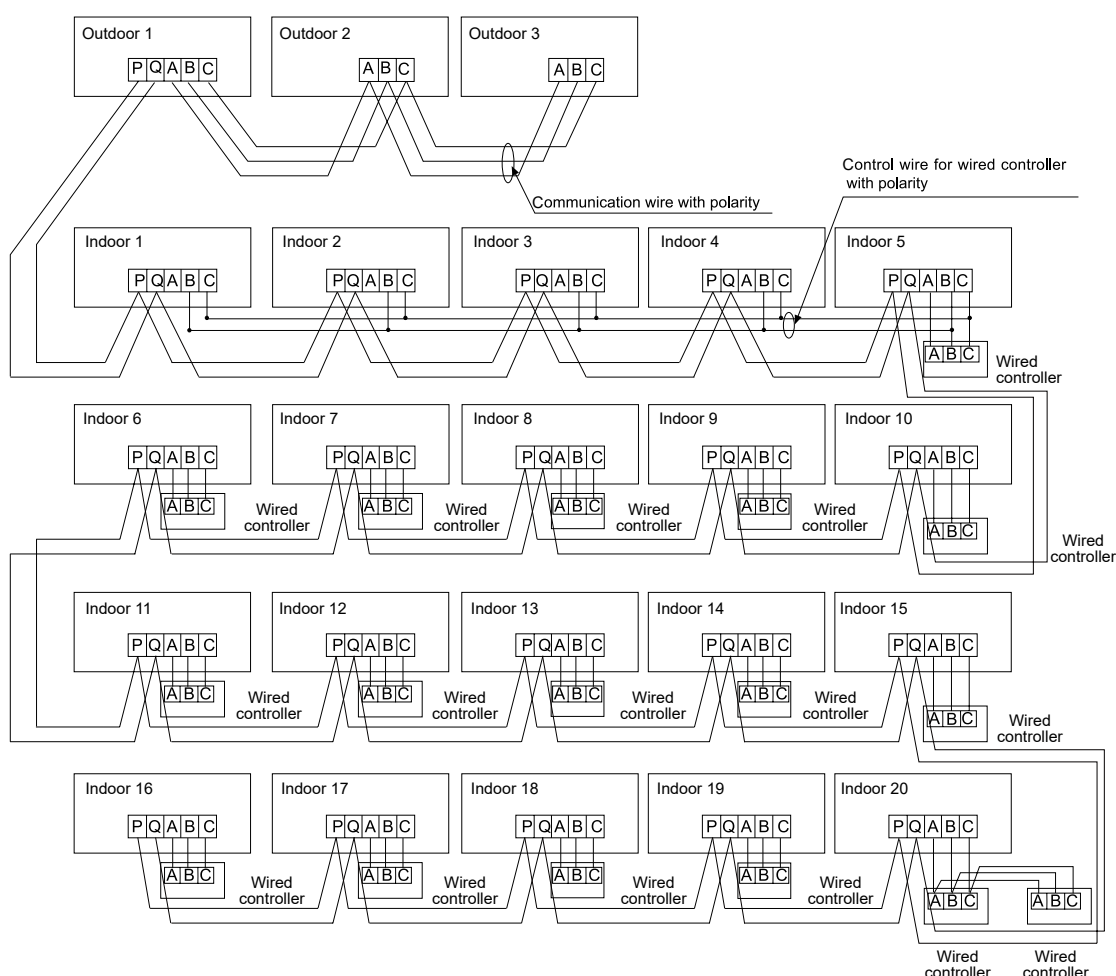 Outdoor 1
Outdoor 2
Outdoor 3
P Q A B C
A B C
A B C
Control wire for wired controller
with polarity
Communication wire with polarity
Indoor 1
Indoor 2
Indoor 3
Indoor 4
Indoor 5
P Q A B C
P Q A B C
P Q A B C
P Q A B C
P Q A B C
A B C
Wired
controller
Indoor 6
Indoor 7
Indoor 8
Indoor 9
Indoor 10
P Q A B C
P Q A B C
P Q A B C
P Q A B C
P Q A B C
A B C
Wired
controller
A B C
Wired
controller
A B C
Wired
controller
A B C
Wired
controller
A B C
Wired
controller
Indoor 11
Indoor 12
Indoor 13
Indoor 14
Indoor 15
P Q A B C
P Q A B C
P Q A B C
P Q A B C
P Q A B C
A B C
Wired
controller
A B C
Wired
controller
A B C
Wired
controller
A B C
Wired
controller
A B C
Wired
controller
Indoor 16
Indoor 17
Indoor 18
Indoor 19
Indoor 20
P Q A B C
P Q A B C
P Q A B C
P Q A B C
P Q A B C
A B C
Wired
controller
A B C
Wired
controller
A B C
Wired
controller
A B C
Wired
controller
A B C
A B C
Wired
controller
Wired
controller